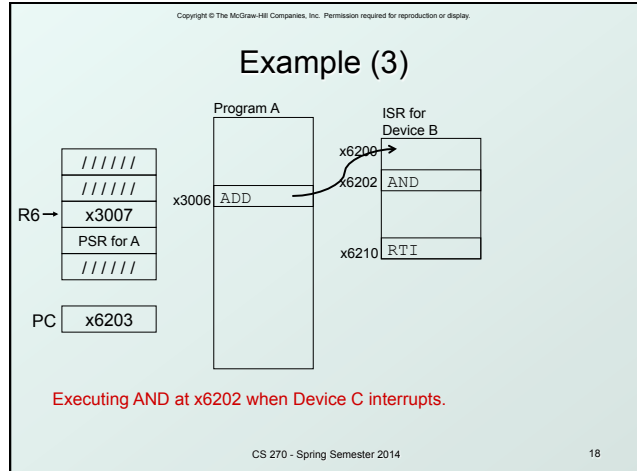 Copyright © The McGraw-Hill Companies, Inc. Permission required for reproduction or display.
Example (3)
Program A
ISR for
Device B
x6200
//////
//////
R6
x3007
PSR for A
//////
x3006
ADD
x6202
AND
x6210
RTI
PC
x6203
Executing AND at x6202 when Device C interrupts.
CS 270 - Spring Semester 2014
18